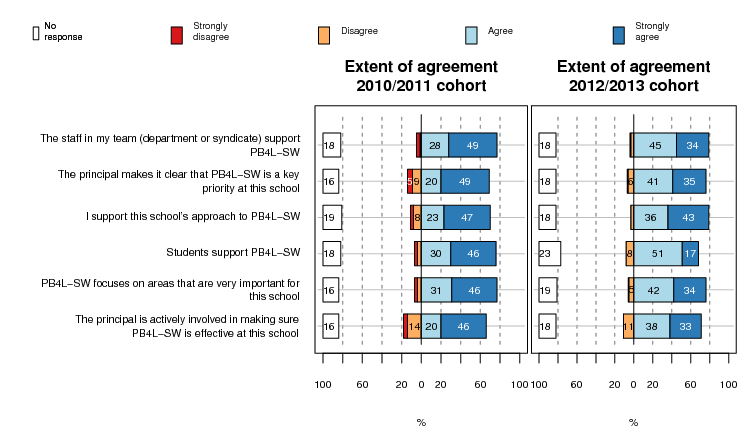 No
response
Strongly
disagree
Disagree
Agree
Strongly
agree
Extent of agreement
2010/2011 cohort
Extent of agreement
2012/2013 cohort
The staff in my team (department or syndicate) support
PB4L−SW
18 28 49 18 45 34
The principal makes it clear that PB4L−SW is a key
priority at this school
16 5 9 20 49 18 6 41 35
I support this school's approach to PB4L−SW
19 8 23 47 18 36 43
Students support PB4L−SW
18 30 46 23 8 51 17
PB4L−SW focuses on areas that are very important for
this school
16 31 46 19 5 42 34
The principal is actively involved in making sure
PB4L−SW is effective at this school
16 14 20 46 18 11 38 33
100 60 20 0 20 60 100 100 60 20 0 20 60 100
% %